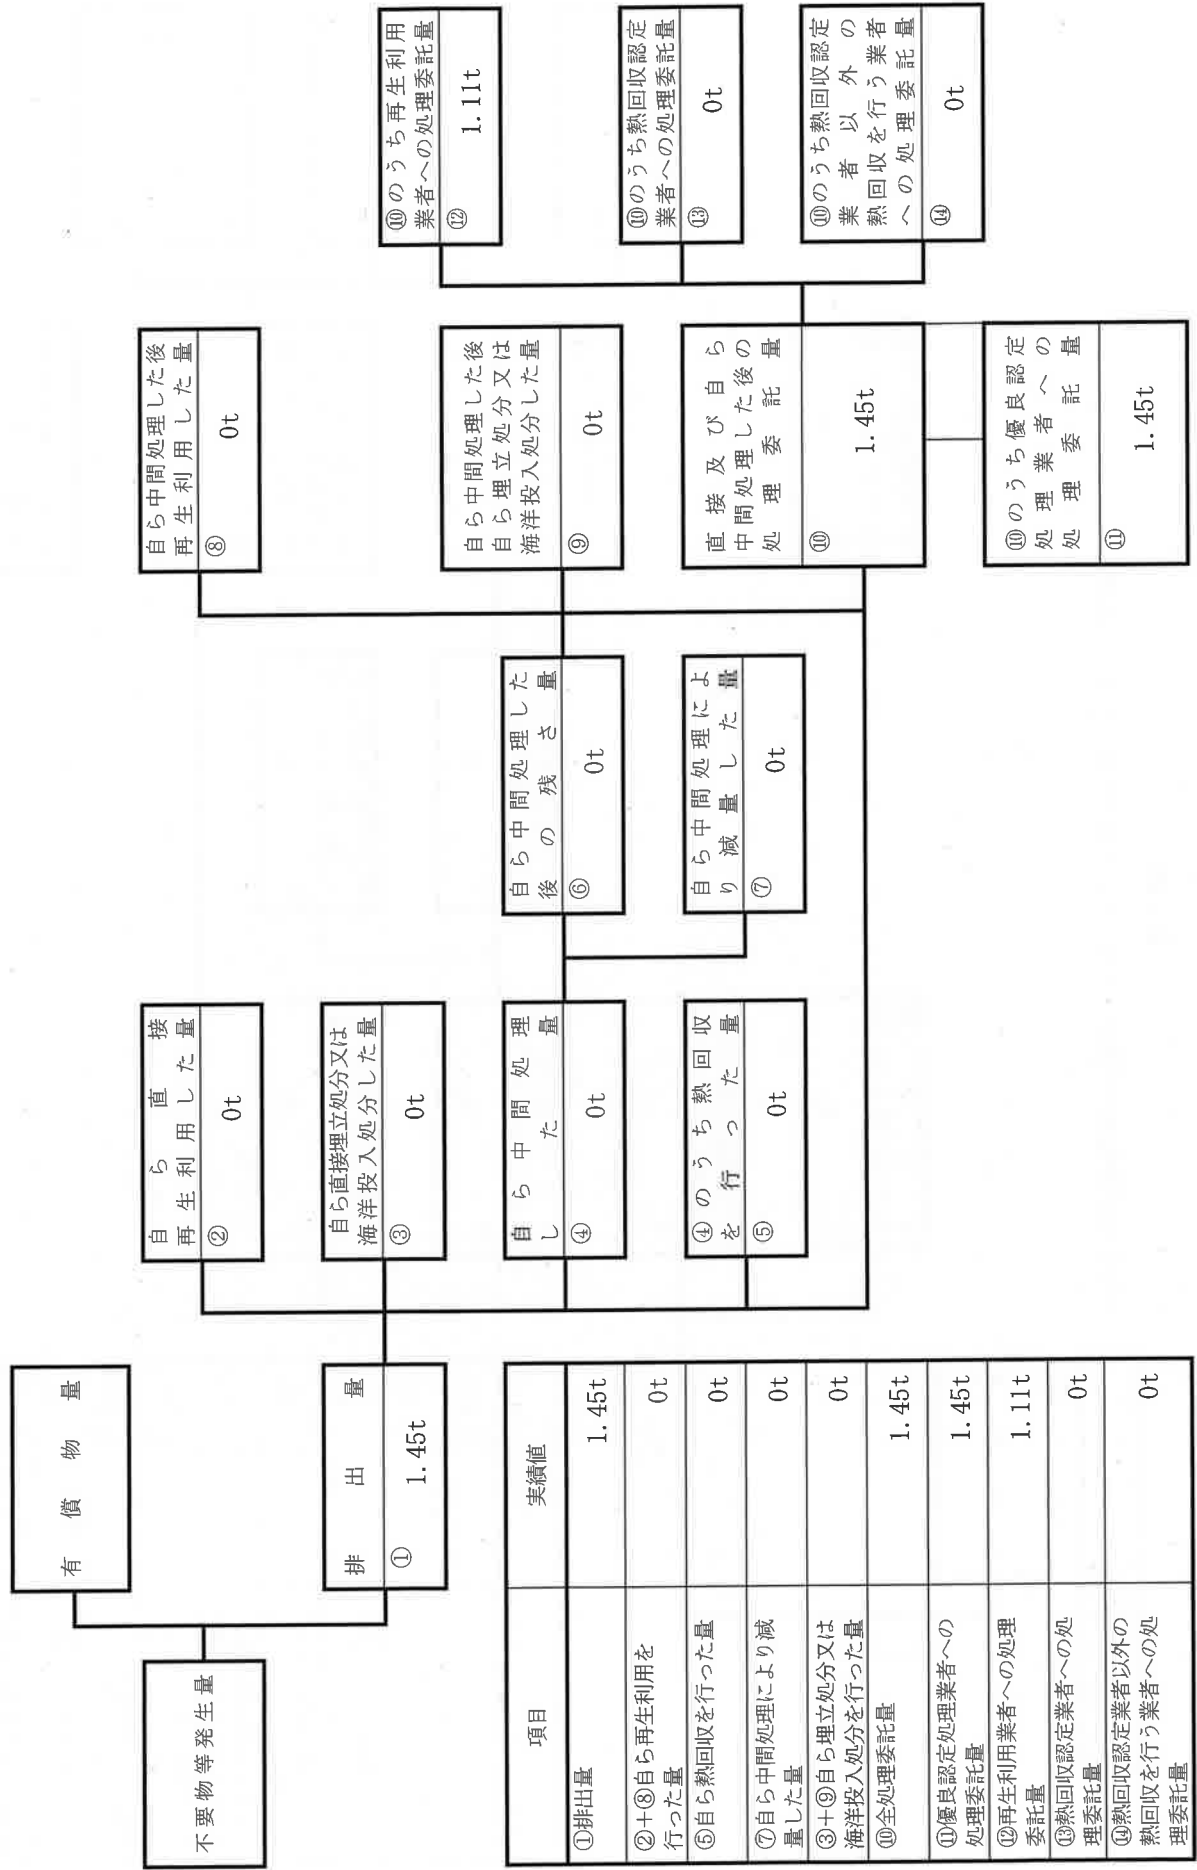 不要物等発生量
有償物量
排出量
① 1.45t
自ら直接
再生利用した量
② 0t
自ら直接埋立処分又は
海洋投入処分した量
③ 0t
自ら中間処理
した量
④ 0t
④のうち熱回収
を行った量
⑤ 0t
自ら中間処理した
後の残さ量
⑥ 0t
自ら中間処理によ
り減量した量
⑦ 0t
自ら中間処理した後
再生利用した量
⑧ 0t
自ら中間処理した後
自ら埋立処分又は
海洋投入処分した量
⑨ 0t
直接及び自ら
中間処理した後の
処理委託量
⑩ 1.45t
⑩のうち優良認定
処理業者への
処理委託量
⑪ 1.45t
⑩のうち再生利用
業者への処理委託量
⑫ 1.11t
⑩のうち熱回収認定
業者への処理委託量
⑬ 0t
⑩のうち熱回収認定
業者以外の
熱回収を行う業者
への処理委託量
⑭ 0t
項目 実績値
①排出量 1.45t
②+⑧自ら再生利用を
行った量 0t
⑤自ら熱回収を行った量 0t
⑦自ら中間処理により減
量した量 0t
③+⑨自ら埋立処分又は
海洋投入処分を行った量 0t
⑩全処理委託量 1.45t
⑪優良認定処理業者への
処理委託量 1.45t
⑫再生利用業者への処理
委託量 1.11t
⑬熱回収認定業者への処
理委託量 0t
⑭熱回収認定業者以外の
熱回収を行う業者への処
理委託量 0t